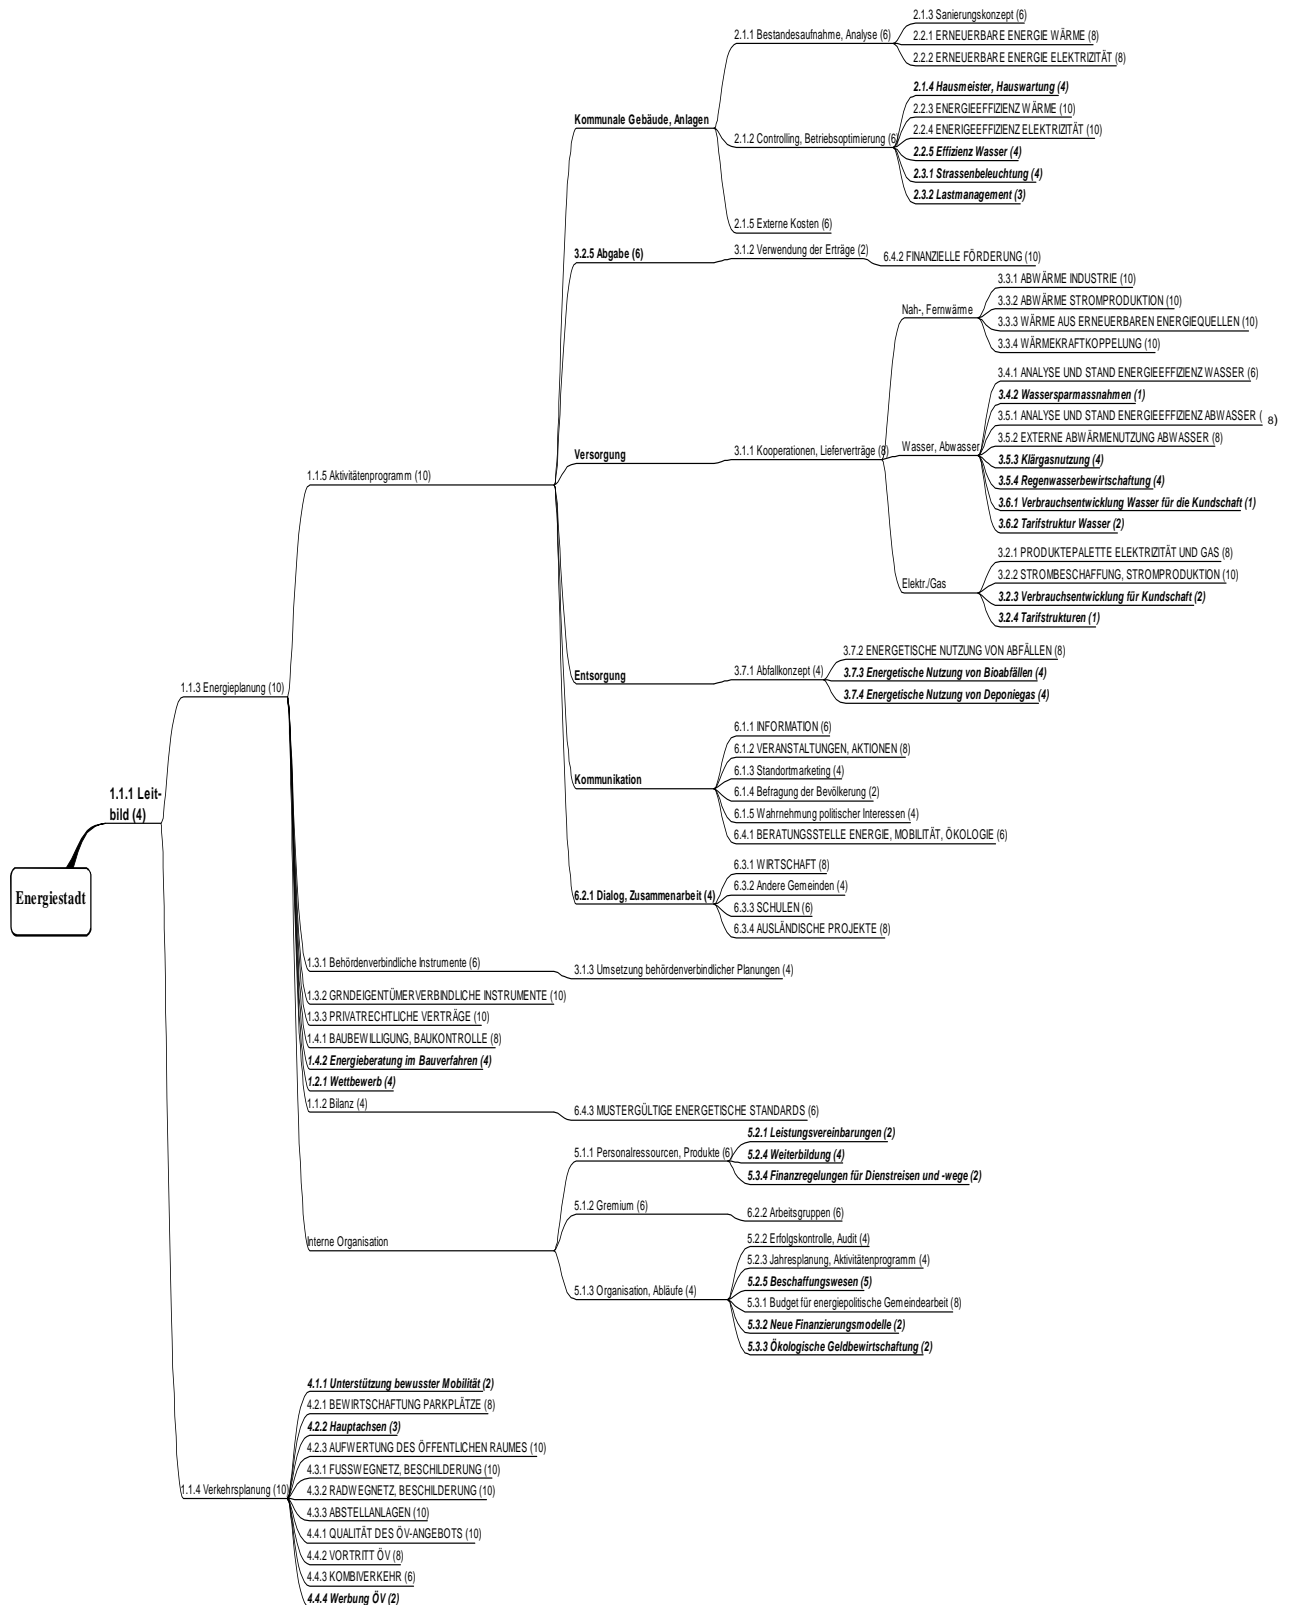 2.1.3 Sanierungskonzept (6)
2.1.1 Bestandesaufnahme, Analyse (6)
2.2.1 ERNEUERBARE ENERGIE WÄRME (8)
2.2.2 ERNEUERBARE ENERGIE ELEKTRIZITÄT (8)
2.1.4 Hausmeister, Hauswartung (4)
2.2.3 ENERGIEEFFIZIENZ WÄRME (10)
Kommunale Gebäude, Anlagen
2.2.4 ENERIGEEFFIZIENZ ELEKTRIZITÄT (10)
2.1.2 Controlling, Betriebsoptimierung (6)
2.2.5 Effizienz Wasser (4)
2.3.1 Strassenbeleuchtung (4)
2.3.2 Lastmanagement (3)
2.1.5 Externe Kosten (6)
3.2.5 Abgabe (6)
3.1.2 Verwendung der Erträge (2)
6.4.2 FINANZIELLE FÖRDERUNG (10)
3.3.1 ABWÄRME INDUSTRIE (10)
3.3.2 ABWÄRME STROMPRODUKTION (10)
Nah-, Fernwärme
3.3.3 WÄRME AUS ERNEUERBAREN ENERGIEQUELLEN (10)
3.3.4 WÄRMEKRAFTKOPPELUNG (10)
3.4.1 ANALYSE UND STAND ENERGIEEFFIZIENZ WASSER (6)
3.4.2 Wassersparmassnahmen (1)
3.5.1 ANALYSE UND STAND ENERGIEEFFIZIENZ ABWASSER ( 8)
3.5.2 EXTERNE ABWÄRMENUTZUNG ABWASSER (8)
Wasser, Abwasser
3.1.1 Kooperationen, Lieferverträge (8)
Versorgung
3.5.3 Klärgasnutzung (4)
3.5.4 Regenwasserbewirtschaftung (4)
3.6.1 Verbrauchsentwicklung Wasser für die Kundschaft (1)
3.6.2 Tarifstruktur Wasser (2)
1.1.5 Aktivitätenprogramm (10)
3.2.1 PRODUKTEPALETTE ELEKTRIZITÄT UND GAS (8)
3.2.2 STROMBESCHAFFUNG, STROMPRODUKTION (10)
Elektr./Gas
3.2.3 Verbrauchsentwicklung für Kundschaft (2)
3.2.4 Tarifstrukturen (1)
3.7.2 ENERGETISCHE NUTZUNG VON ABFÄLLEN (8)
Entsorgung
3.7.1 Abfallkonzept (4)
3.7.3 Energetische Nutzung von Bioabfällen (4)
3.7.4 Energetische Nutzung von Deponiegas (4)
1.1.3 Energieplanung (10)
6.1.1 INFORMATION (6)
6.1.2 VERANSTALTUNGEN, AKTIONEN (8)
6.1.3 Standortmarketing (4)
Kommunikation
6.1.4 Befragung der Bevölkerung (2)
6.1.5 Wahrnehmung politischer Interessen (4)
6.4.1 BERATUNGSSTELLE ENERGIE, MOBILITÄT, ÖKOLOGIE (6)
1.1.1 Leit-
bild (4)
6.3.1 WIRTSCHAFT (8)
6.3.2 Andere Gemeinden (4)
6.2.1 Dialog, Zusammenarbeit (4)
6.3.3 SCHULEN (6)
6.3.4 AUSLÄNDISCHE PROJEKTE (8)
Energiestadt
1.3.1 Behördenverbindliche Instrumente (6)
3.1.3 Umsetzung behördenverbindlicher Planungen (4)
1.3.2 GRNDEIGENTÜMERVERBINDLICHE INSTRUMENTE (10)
1.3.3 PRIVATRECHTLICHE VERTRÄGE (10)
1.4.1 BAUBEWILLIGUNG, BAUKONTROLLE (8)
1.4.2 Energieberatung im Bauverfahren (4)
1.2.1 Wettbewerb (4)
1.1.2 Bilanz (4)
6.4.3 MUSTERGÜLTIGE ENERGETISCHE STANDARDS (6)
5.2.1 Leistungsvereinbarungen (2)
5.1.1 Personalressourcen, Produkte (6)
5.2.4 Weiterbildung (4)
5.3.4 Finanzregelungen für Dienstreisen und -wege (2)
5.1.2 Gremium (6)
6.2.2 Arbeitsgruppen (6)
Interne Organisation
5.2.2 Erfolgskontrolle, Audit (4)
5.2.3 Jahresplanung, Aktivitätenprogramm (4)
5.2.5 Beschaffungswesen (5)
5.1.3 Organisation, Abläufe (4)
5.3.1 Budget für energiepolitische Gemeindearbeit (8)
5.3.2 Neue Finanzierungsmodelle (2)
5.3.3 Ökologische Geldbewirtschaftung (2)
4.1.1 Unterstützung bewusster Mobilität (2)
4.2.1 BEWIRTSCHAFTUNG PARKPLÄTZE (8)
4.2.2 Hauptachsen (3)
4.2.3 AUFWERTUNG DES ÖFFENTLICHEN RAUMES (10)
4.3.1 FUSSWEGNETZ, BESCHILDERUNG (10)
1.1.4 Verkehrsplanung (10)
4.3.2 RADWEGNETZ, BESCHILDERUNG (10)
4.3.3 ABSTELLANLAGEN (10)
4.4.1 QUALITÄT DES ÖV-ANGEBOTS (10)
4.4.2 VORTRITT ÖV (8)
4.4.3 KOMBIVERKEHR (6)
4.4.4 Werbung ÖV (2)